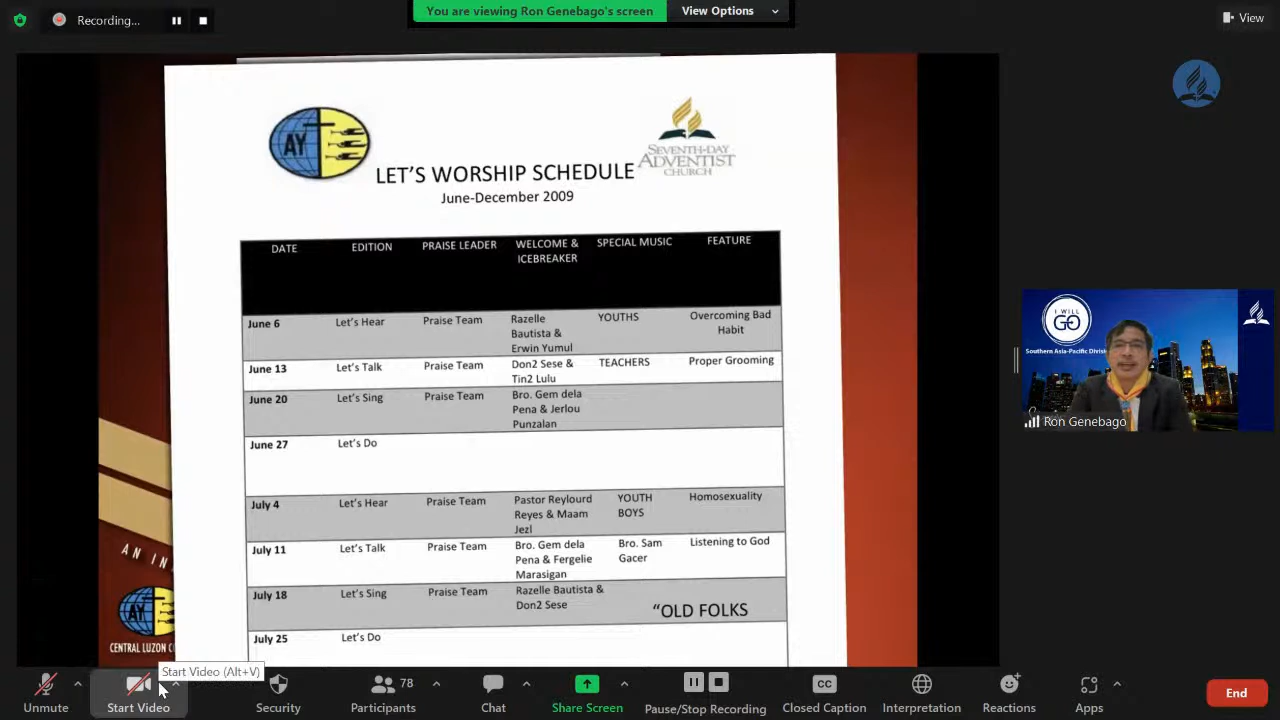 Recording...
You are viewing Ron Genebago's screen
View Options
View
AY
SEVENTH-DAY
ADVENTIST
CHURCH
LET'S WORSHIP SCHEDULE
June-December 2009
DATE EDITION PRAISE LEADER WELCOME & ICEBREAKER SPECIAL MUSIC FEATURE
June 6 Let's Hear Praise Team Razelle Bautista & Erwin Yumul YOUTHS Overcoming Bad Habit
June 13 Let's Talk Praise Team Don2 Sese & Tin2 Lulu TEACHERS Proper Grooming
June 20 Let's Sing Praise Team Bro. Gem dela Pena & Jerlou Punzalan
June 27 Let's Do
July 4 Let's Hear Praise Team Pastor Reylourd Reyes & Maam Jezl YOUTH BOYS Homosexuality
July 11 Let's Talk Praise Team Bro. Gem dela Pena & Fergelie Marasigan Bro. Sam Gacer Listening to God
July 18 Let's Sing Praise Team Razelle Bautista & Don2 Sese "OLD FOLKS
July 25 Let's Do
AN IN
AY
CENTRAL LUZON C
I WILL
GO
Southern Asia-Pacific Divis
Ron Genebago
Start Video (Alt+V)
Unmute
Start Video
Security
78
Participants
Chat
Share Screen
Pause/Stop Recording
CC
Closed Caption
Interpretation
Reactions
Apps
End